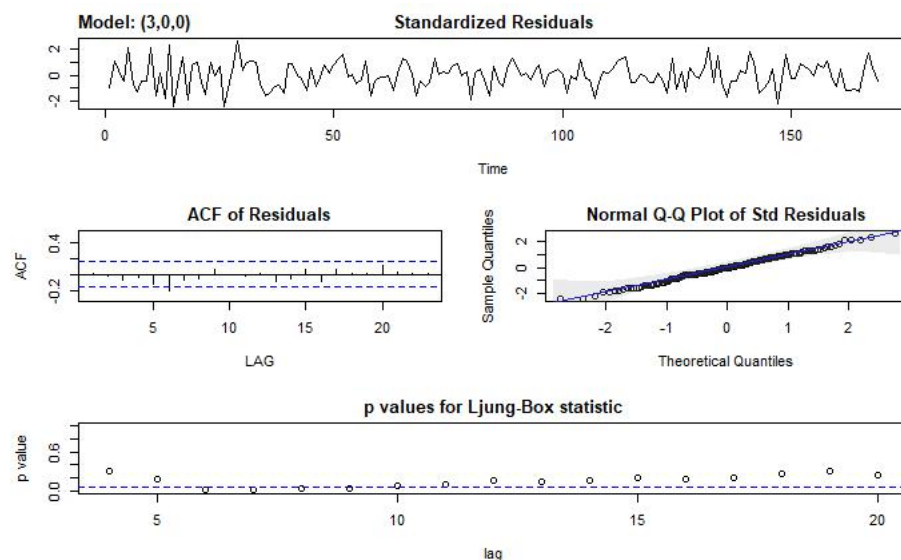 Model: (3,0,0) Standardized Residuals
2
0
-2
0 50 100 150
Time
ACF of Residuals
ACF
0.4
-0.2
5 10 15 20
LAG
Normal Q-Q Plot of Std Residuals
Sample Quantiles
2
0
-2
-2 -1 0 1 2
Theoretical Quantiles
p values for Ljung-Box statistic
p value
0.6
0.0
5 10 15 20
lag